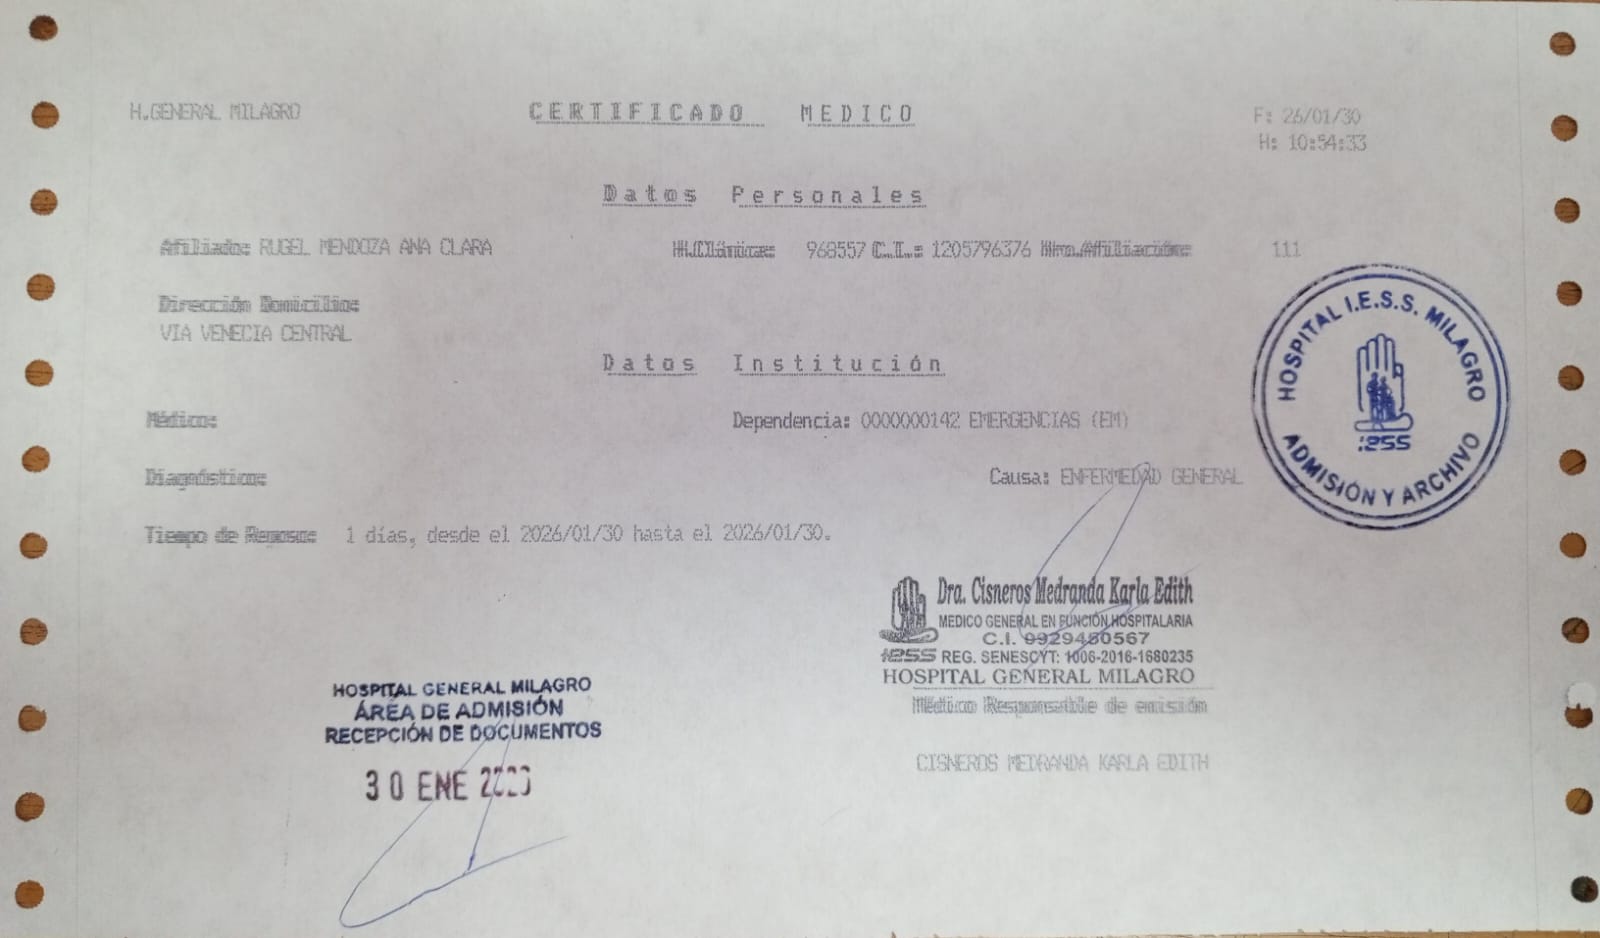 H.GENERAL MILAGRO CERTIFICADO MEDICO F: 26/01/30
H: 10:54:33
Datos Personales
Afiliado: RUGEL MENDOZA ANA CLARA H.Clínica: 968557 C.I.: 1205796376 Nro.Afiliación: 111
Dirección Domicilio:
VIA VENECIA CENTRAL
Datos Institución
Médico: Dependencia: 0000000142 EMERGENCIAS (EM)
Diagnóstico: Causa: ENFERMEDAD GENERAL
Tiempo de Reposo: 1 días, desde el 2026/01/30 hasta el 2026/01/30.
HOSPITAL I.E.S.S. MILAGRO
IESS
ADMISIÓN Y ARCHIVO
Dra. Cisneros Medranda Karla Edith
MEDICO GENERAL EN FUNCIÓN HOSPITALARIA
C.I. 0929450567
IESS REG. SENESCYT: 1006-2016-1680235
HOSPITAL GENERAL MILAGRO
Médico Responsable de emisión
CISNEROS MEDRANDA KARLA EDITH
HOSPITAL GENERAL MILAGRO
ÁREA DE ADMISIÓN
RECEPCIÓN DE DOCUMENTOS
30 ENE